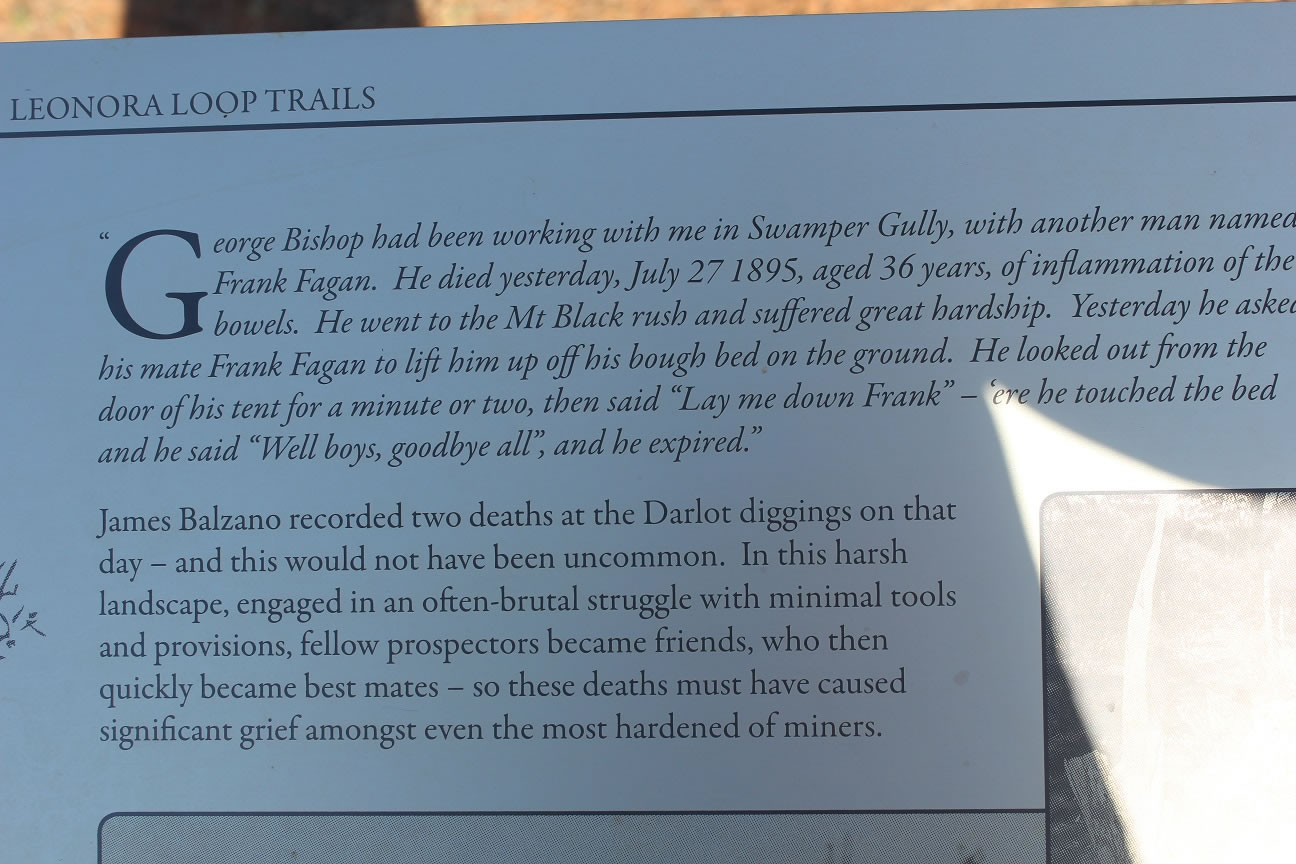 LEONORA LOOP TRAILS
“George Bishop had been working with me in Swamper Gully, with another man named
Frank Fagan. He died yesterday, July 27 1895, aged 36 years, of inflammation of the
bowels. He went to the Mt Black rush and suffered great hardship. Yesterday he asked
his mate Frank Fagan to lift him up off his bough bed on the ground. He looked out from the
door of his tent for a minute or two, then said “Lay me down Frank” – ‘ere he touched the bed
and he said “Well boys, goodbye all”, and he expired.”
James Balzano recorded two deaths at the Darlot diggings on that
day – and this would not have been uncommon. In this harsh
landscape, engaged in an often-brutal struggle with minimal tools
and provisions, fellow prospectors became friends, who then
quickly became best mates – so these deaths must have caused
significant grief amongst even the most hardened of miners.